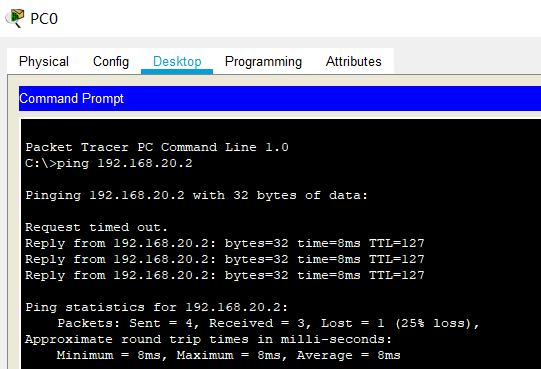 PC0
Physical Config Desktop Programming Attributes
Command Prompt
Packet Tracer PC Command Line 1.0
C:\>ping 192.168.20.2
Pinging 192.168.20.2 with 32 bytes of data:
Request timed out.
Reply from 192.168.20.2: bytes=32 time=8ms TTL=127
Reply from 192.168.20.2: bytes=32 time=8ms TTL=127
Reply from 192.168.20.2: bytes=32 time=8ms TTL=127
Ping statistics for 192.168.20.2:
Packets: Sent = 4, Received = 3, Lost = 1 (25% loss),
Approximate round trip times in milli-seconds:
Minimum = 8ms, Maximum = 8ms, Average = 8ms